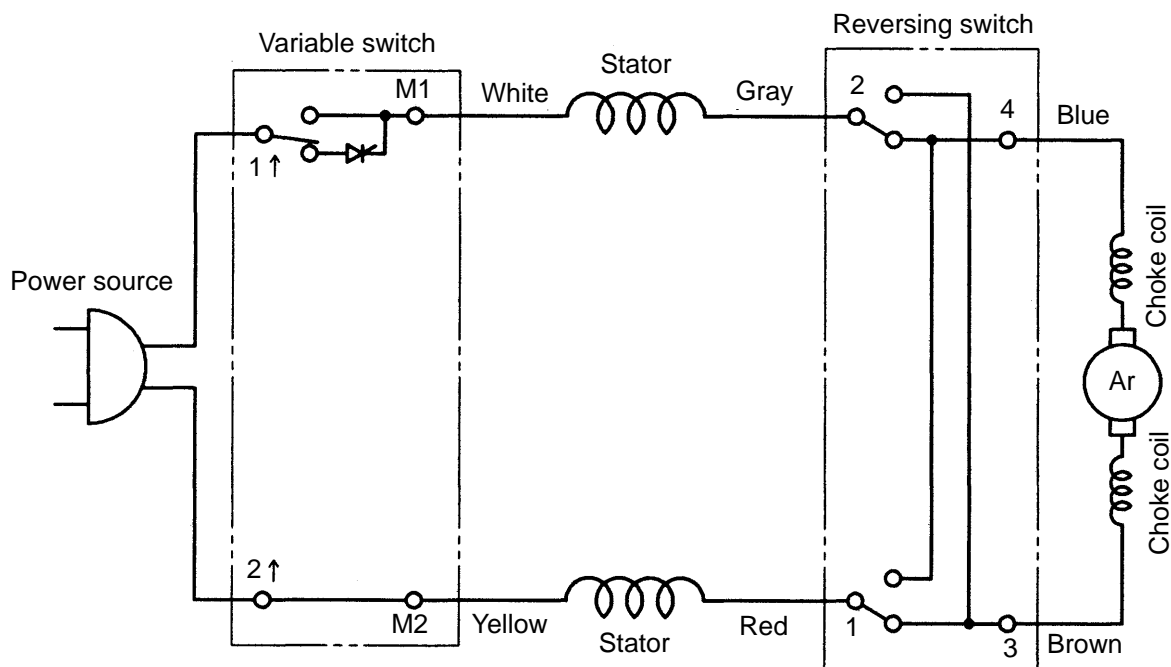 Reversing switch
Variable switch
Stator
M1
White
Gray
2
4
Blue
1↑
Choke coil
Power source
Ar
Choke coil
2↑
M2
Yellow
Stator
Red
1
3
Brown